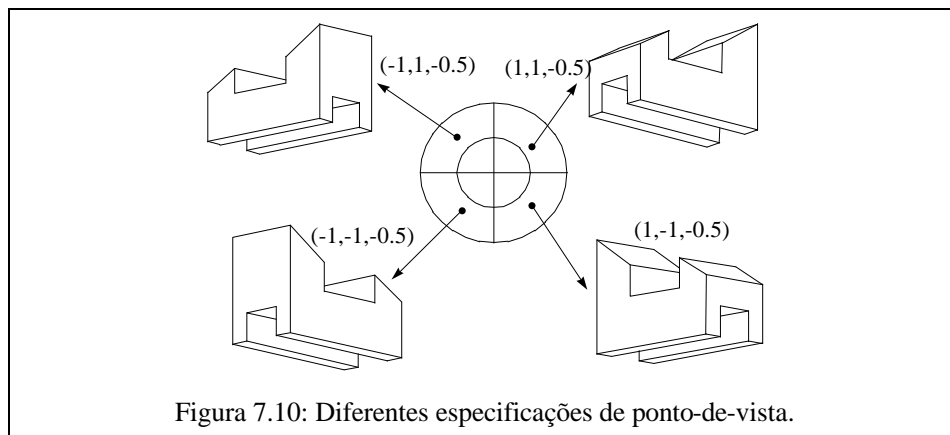 (-1,1,-0.5)
(1,1,-0.5)
(-1,-1,-0.5)
(1,-1,-0.5)
Figura 7.10: Diferentes especificações de ponto-de-vista.